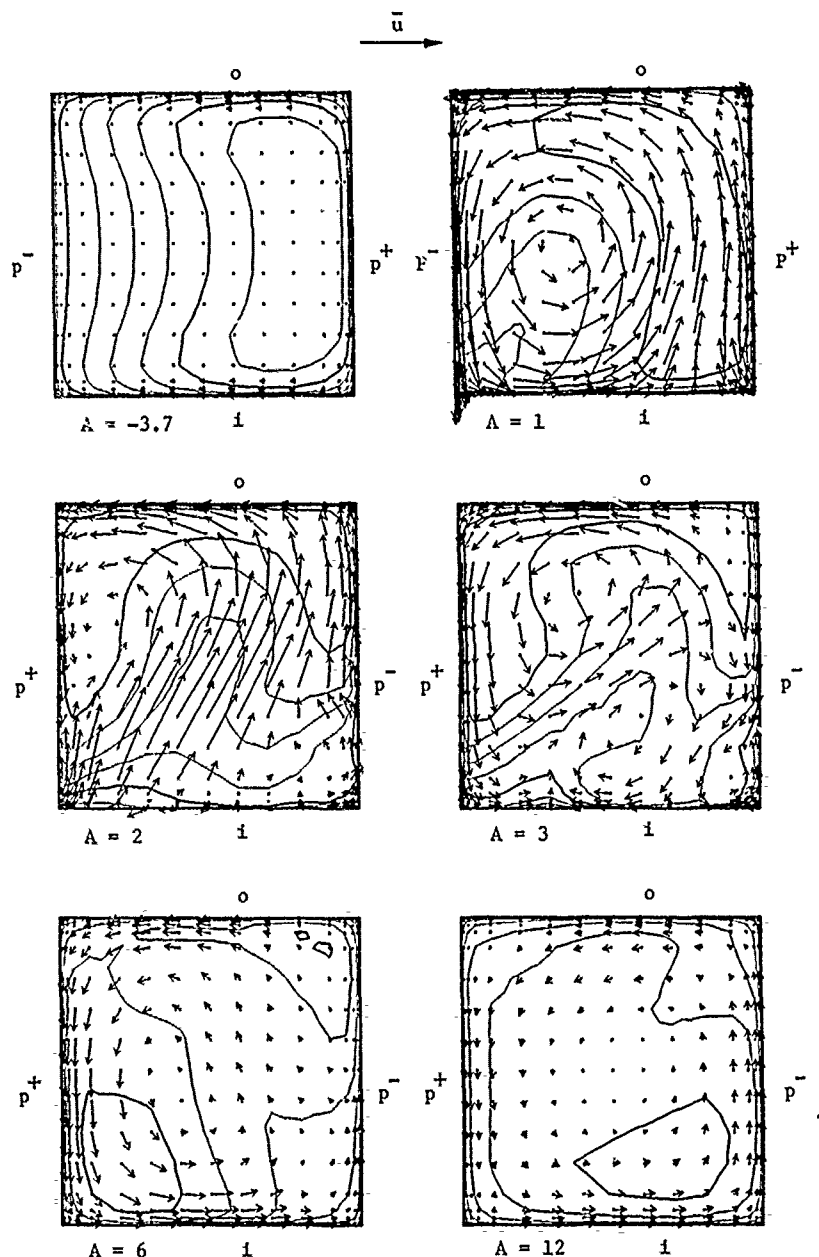 ū
o o
p⁻ p⁺ p⁻ p⁺
A = -3.7 i A = 1 i
o o
p⁺ p⁻ p⁺ p⁻
A = 2 i A = 3 i
o o
p⁺ p⁻ p⁺ p⁻
A = 6 i A = 12 i